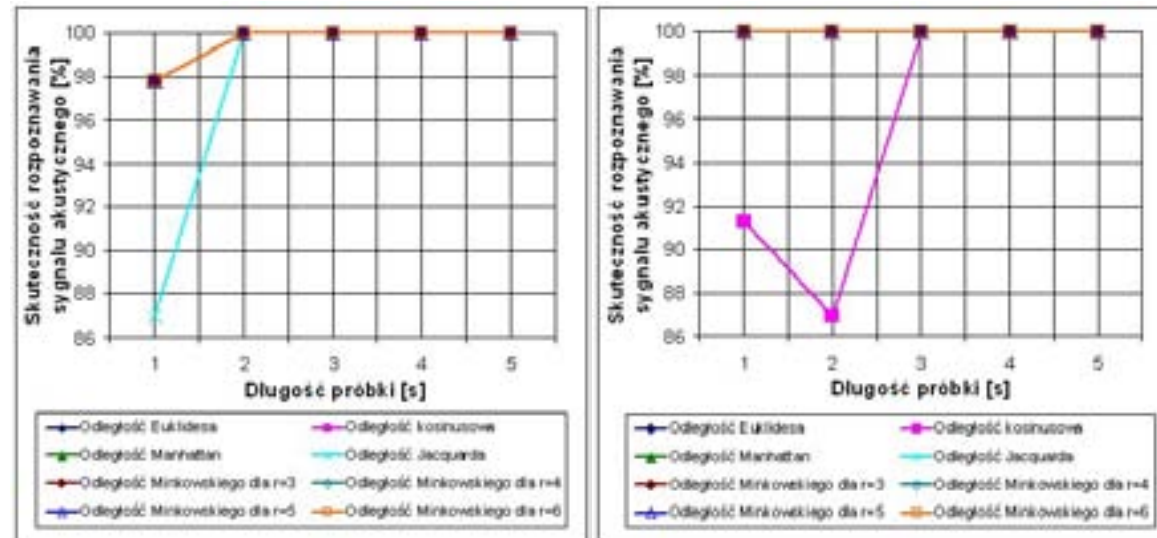 Skuteczność rozpoznawania
sygnału akustycznego [%]
100
98
96
94
92
90
88
86
1 2 3 4 5
Długość próbki [s]
Odległość Euklidesa Odległość kosinusowa
Odległość Manhattan Odległość Jacquarda
Odległość Minkowskiego dla r=3 Odległość Minkowskiego dla r=4
Odległość Minkowskiego dla r=5 Odległość Minkowskiego dla r=6
Skuteczność rozpoznawania
sygnału akustycznego [%]
100
98
96
94
92
90
88
86
1 2 3 4 5
Długość próbki [s]
Odległość Euklidesa Odległość kosinusowa
Odległość Manhattan Odległość Jacquarda
Odległość Minkowskiego dla r=3 Odległość Minkowskiego dla r=4
Odległość Minkowskiego dla r=5 Odległość Minkowskiego dla r=6